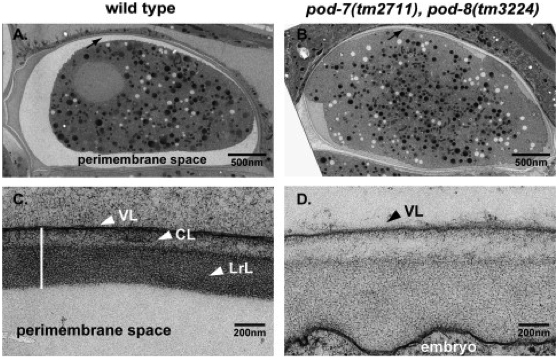 wild type
pod-7(tm2711), pod-8(tm3224)
A.
B.
perimembrane space
500nm
500nm
C.
D.
VL
VL
CL
LrL
perimembrane space
200nm
embryo
200nm